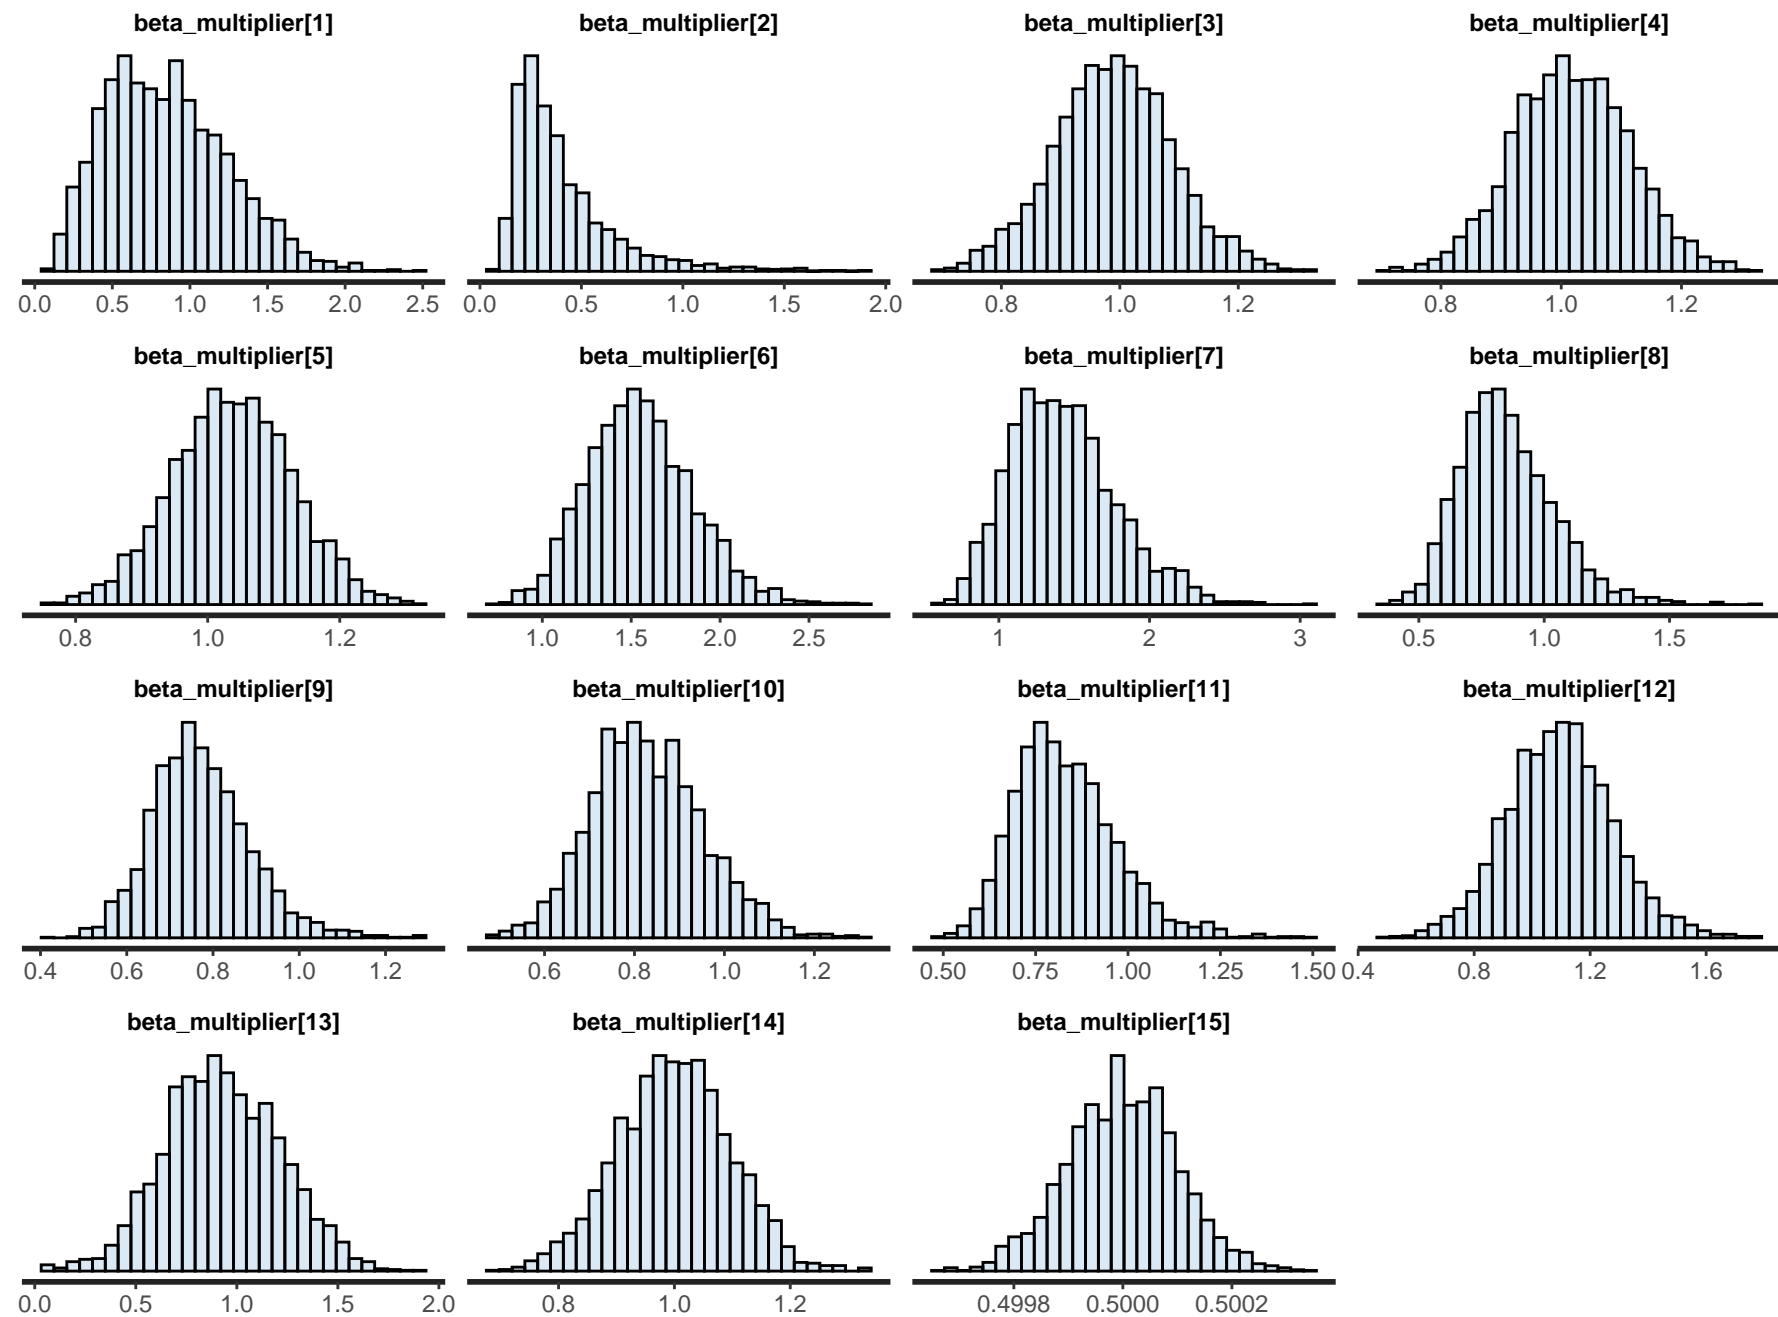 beta_multiplier[1] beta_multiplier[2] beta_multiplier[3] beta_multiplier[4]
0.0 0.5 1.0 1.5 2.0 2.5 0.0 0.5 1.0 1.5 2.0 0.8 1.0 1.2 0.8 1.0 1.2
beta_multiplier[5] beta_multiplier[6] beta_multiplier[7] beta_multiplier[8]
0.8 1.0 1.2 1.0 1.5 2.0 2.5 1 2 3 0.5 1.0 1.5
beta_multiplier[9] beta_multiplier[10] beta_multiplier[11] beta_multiplier[12]
0.4 0.6 0.8 1.0 1.2 0.6 0.8 1.0 1.2 0.50 0.75 1.00 1.25 1.50 0.4 0.8 1.2 1.6
beta_multiplier[13] beta_multiplier[14] beta_multiplier[15]
0.0 0.5 1.0 1.5 2.0 0.8 1.0 1.2 0.4998 0.5000 0.5002